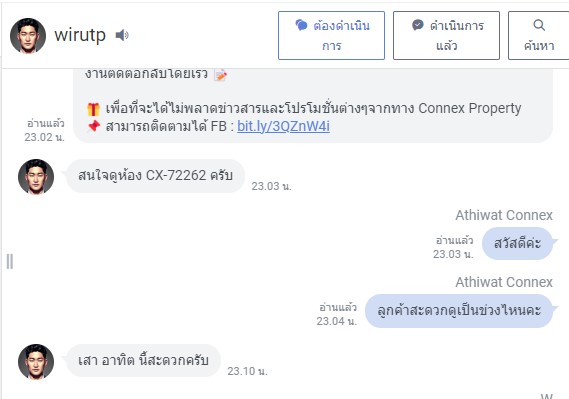 wirutp
ต้องดำเนิน
การ
ดำเนินการ
แล้ว
ค้นหา
งานติดต่อกลับโดยเร็ว 📝
🎁 เพื่อที่จะได้ไม่พลาดข่าวสารและโปรโมชั่นต่างๆจากทาง Connex Property
📌 สามารถติดตามได้ FB : bit.ly/3QZnW4i
อ่านแล้ว
23.02 น.
สนใจดูห้อง CX-72262 ครับ
23.03 น.
Athiwat Connex
สวัสดีค่ะ
อ่านแล้ว
23.03 น.
Athiwat Connex
ลูกค้าสะดวกดูเป็นช่วงไหนคะ
อ่านแล้ว
23.04 น.
เสา อาทิต นี้สะดวกครับ
23.10 น.